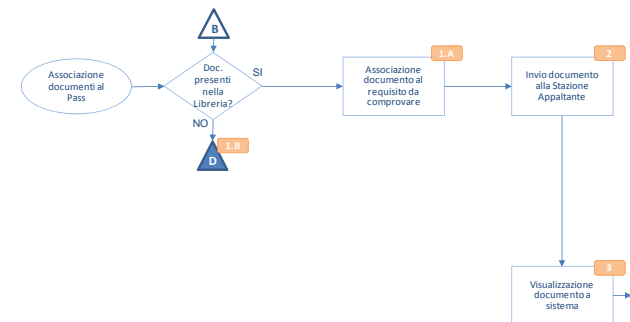 B
Associazione
documenti al
Pass
Doc.
presenti
nella
Libreria?
SI
NO
1.B
D
1.A
Associazione
documento al
requisito da
comprovare
2
Invio documento
alla Stazione
Appaltante
3
Visualizzazione
documento a
sistema